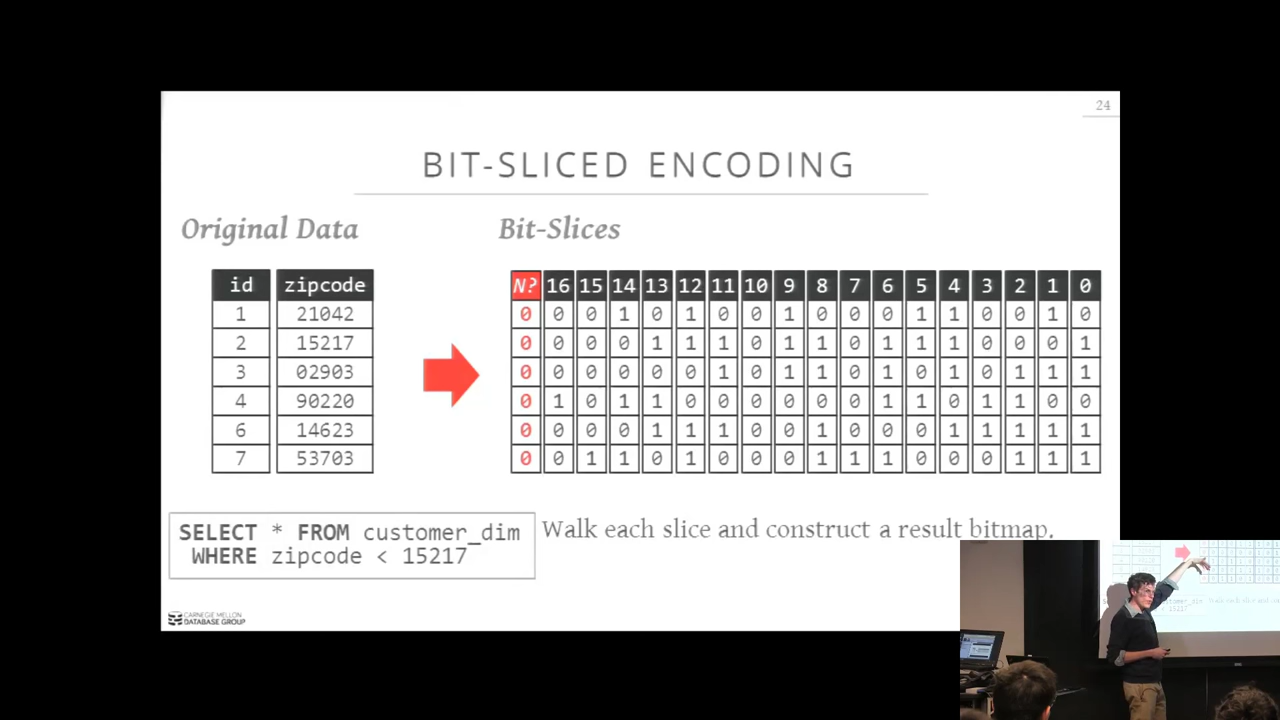 24
BIT-SLICED ENCODING
Original Data
Bit-Slices
id zipcode
1 21042
2 15217
3 02903
4 90220
6 14623
7 53703
N? 16 15 14 13 12 11 10 9 8 7 6 5 4 3 2 1 0
0 0 0 1 0 1 0 0 1 0 0 0 1 1 0 0 1 0
0 0 0 0 1 1 1 0 1 1 0 1 1 1 0 0 0 1
0 0 0 0 0 0 1 0 1 1 0 1 0 1 0 1 1 1
0 1 0 1 1 0 0 0 0 0 0 1 1 0 1 1 0 0
0 0 0 0 1 1 1 0 0 1 0 0 0 1 1 1 1 1
0 0 1 1 0 1 0 0 0 1 1 1 0 0 0 1 1 1
SELECT * FROM customer_dim
WHERE zipcode < 15217
Walk each slice and construct a result bitmap.
CARNEGIE MELLON
DATABASE GROUP